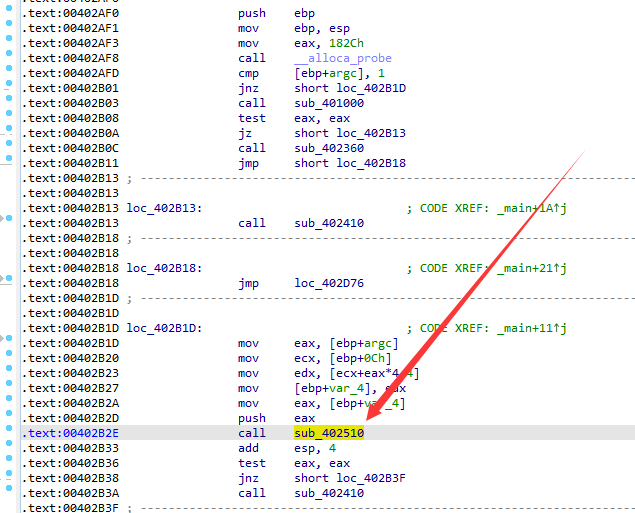 .text:00402AF0 push ebp
.text:00402AF1 mov ebp, esp
.text:00402AF3 mov eax, 182Ch
.text:00402AF8 call __alloca_probe
.text:00402AFD cmp [ebp+argc], 1
.text:00402B01 jnz short loc_402B1D
.text:00402B03 call sub_401000
.text:00402B08 test eax, eax
.text:00402B0A jz short loc_402B13
.text:00402B0C call sub_402360
.text:00402B11 jmp short loc_402B18
.text:00402B13 ; ---------------------------------------------------------------------------
.text:00402B13
.text:00402B13 loc_402B13: ; CODE XREF: _main+1A↑j
.text:00402B13 call sub_402410
.text:00402B18 ; ---------------------------------------------------------------------------
.text:00402B18
.text:00402B18 loc_402B18: ; CODE XREF: _main+21↑j
.text:00402B18 jmp loc_402D76
.text:00402B1D ; ---------------------------------------------------------------------------
.text:00402B1D
.text:00402B1D loc_402B1D: ; CODE XREF: _main+11↑j
.text:00402B1D mov eax, [ebp+argc]
.text:00402B20 mov ecx, [ebp+0Ch]
.text:00402B23 mov edx, [ecx+eax*4-4]
.text:00402B27 mov [ebp+var_4], edx
.text:00402B2A mov eax, [ebp+var_4]
.text:00402B2D push eax
.text:00402B2E call sub_402510
.text:00402B33 add esp, 4
.text:00402B36 test eax, eax
.text:00402B38 jnz short loc_402B3F
.text:00402B3A call sub_402410
.text:00402B3F ; ---------------------------------------------------------------------------